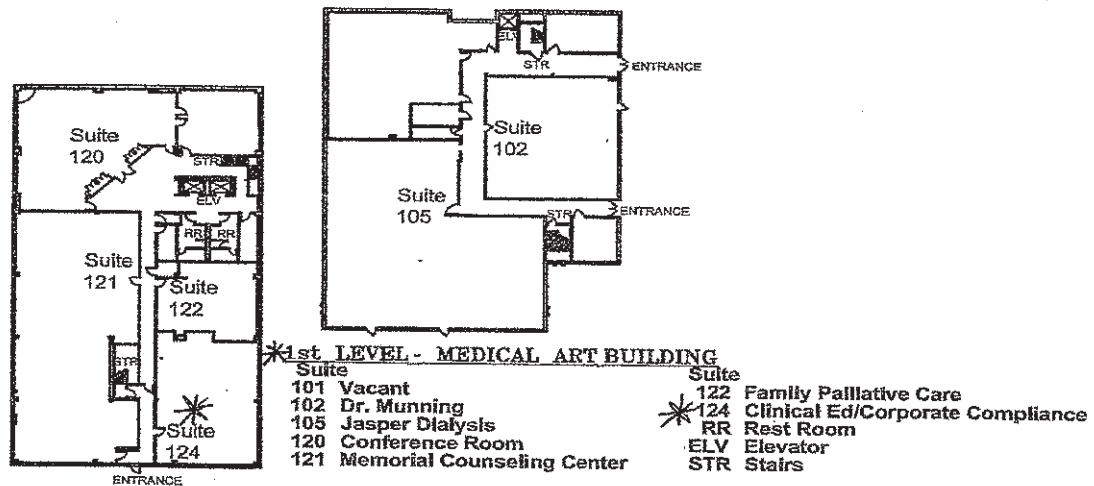 ELV
STR
ENTRANCE
Suite
102
Suite
105
STR
ENTRANCE
Suite
120
STR
ELV
RR RR
Suite
121
Suite
122
STR
Suite
124
ENTRANCE
1st LEVEL - MEDICAL ART BUILDING
Suite
101 Vacant
102 Dr. Munning
105 Jasper Dialysis
120 Conference Room
121 Memorial Counseling Center
Suite
122 Family Palliative Care
124 Clinical Ed/Corporate Compliance
RR Rest Room
ELV Elevator
STR Stairs